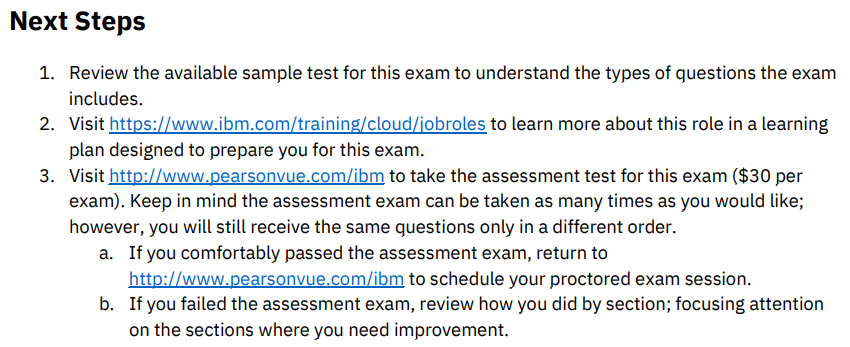 Next Steps
1. Review the available sample test for this exam to understand the types of questions the exam
includes.
2. Visit https://www.ibm.com/training/cloud/jobroles to learn more about this role in a learning
plan designed to prepare you for this exam.
3. Visit http://www.pearsonvue.com/ibm to take the assessment test for this exam ($30 per
exam). Keep in mind the assessment exam can be taken as many times as you would like;
however, you will still receive the same questions only in a different order.
a. If you comfortably passed the assessment exam, return to
http://www.pearsonvue.com/ibm to schedule your proctored exam session.
b. If you failed the assessment exam, review how you did by section; focusing attention
on the sections where you need improvement.